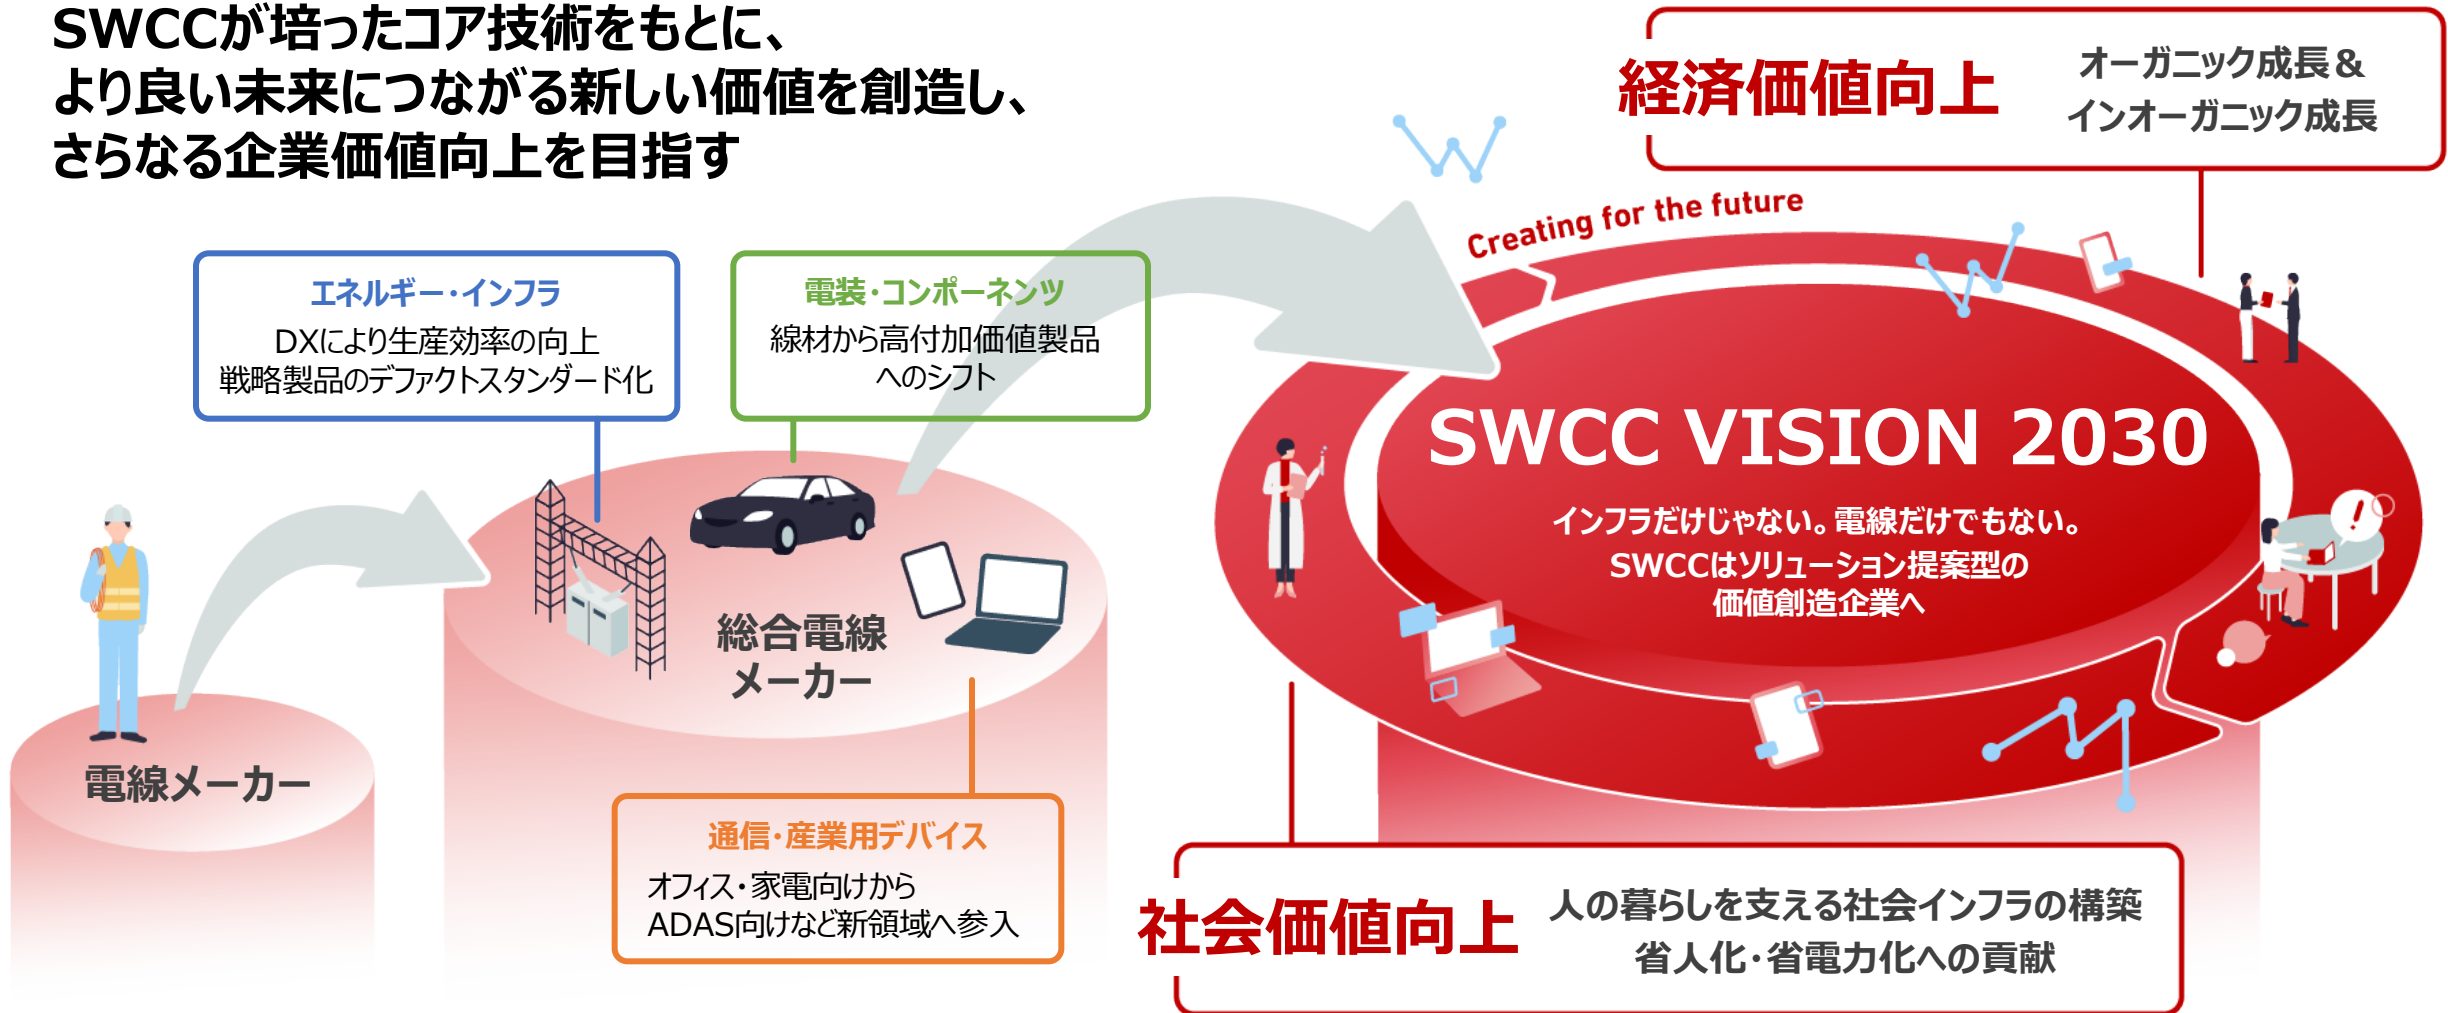 SWCCが培ったコア技術をもとに、
より良い未来につながる新しい価値を創造し、
さらなる企業価値向上を目指す
経済価値向上
オーガニック成長&
インオーガニック成長
Creating for the future
エネルギー・インフラ
DXにより生産効率の向上
戦略製品のデファクトスタンダード化
電装・コンポーネンツ
線材から高付加価値製品
へのシフト
SWCC VISION 2030
インフラだけじゃない。電線だけでもない。
SWCCはソリューション提案型の
価値創造企業へ
総合電線
メーカー
電線メーカー
通信・産業用デバイス
オフィス・家電向けから
ADAS向けなど新領域へ参入
社会価値向上
人の暮らしを支える社会インフラの構築
省人化・省電力化への貢献